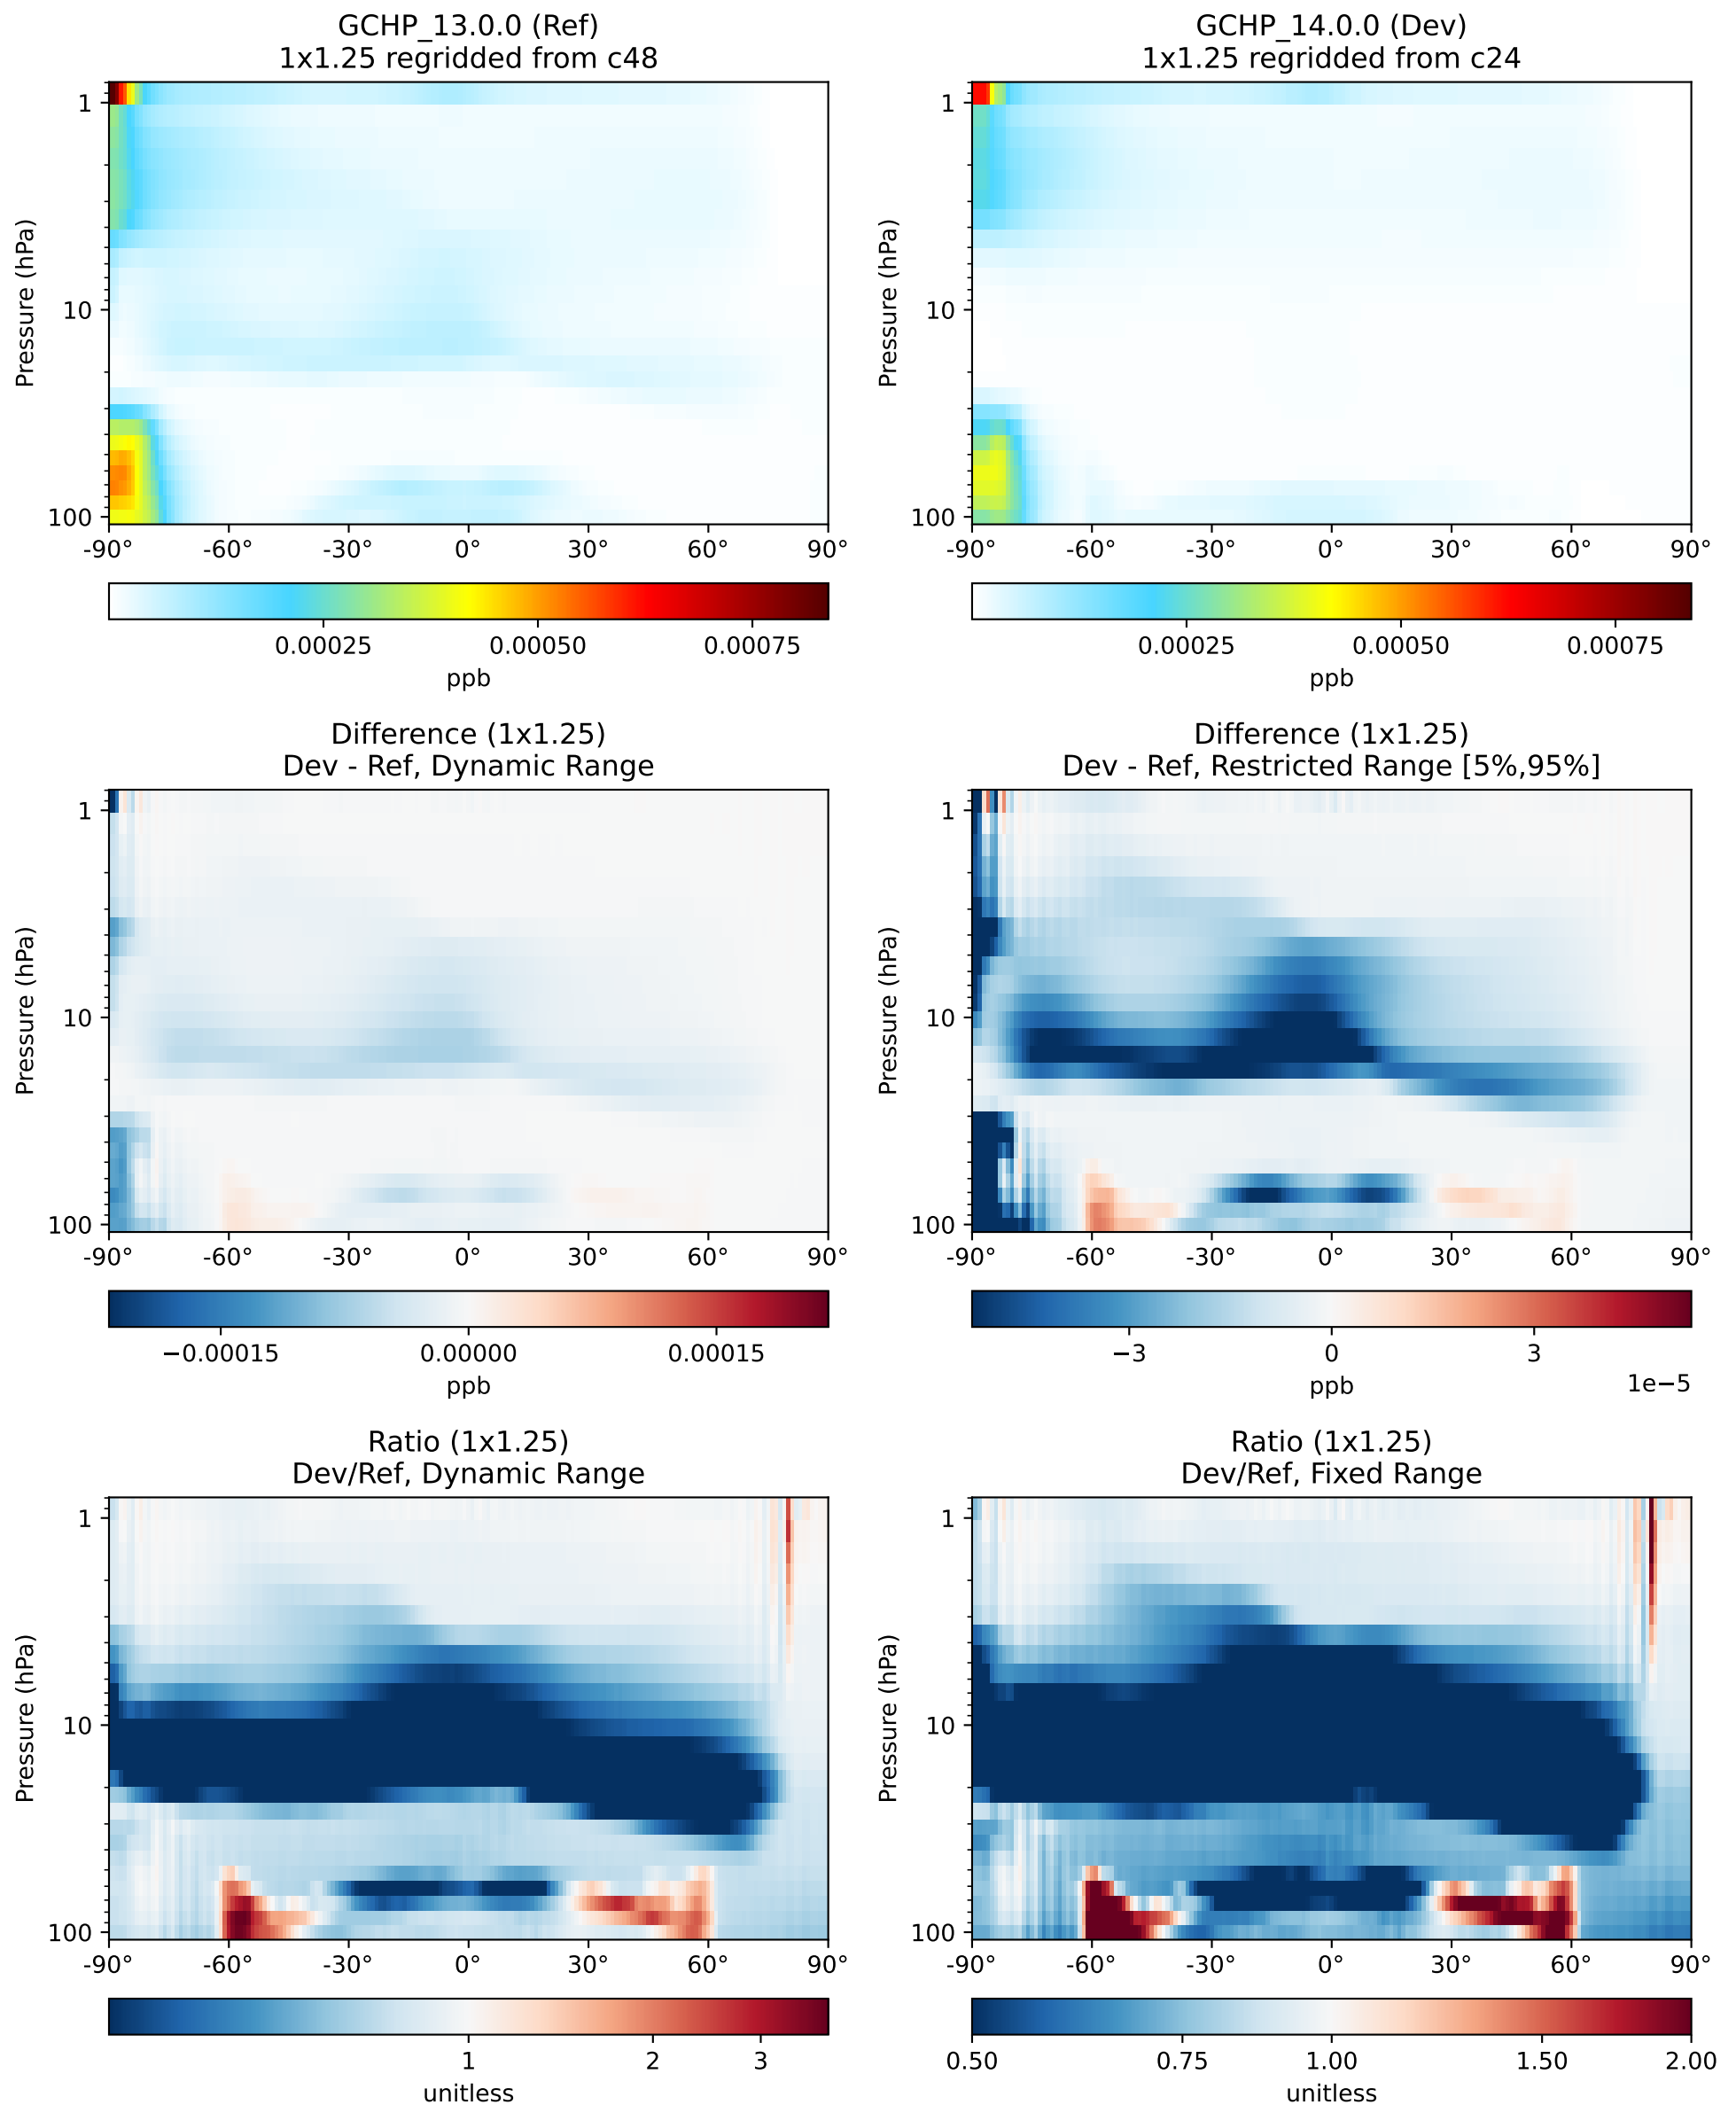 GCHP_13.0.0 (Ref)
1x1.25 regridded from c48
Pressure (hPa)
1
10
100
-90° -60° -30° 0° 30° 60° 90°
0.00025 0.00050 0.00075
ppb
GCHP_14.0.0 (Dev)
1x1.25 regridded from c24
Pressure (hPa)
1
10
100
-90° -60° -30° 0° 30° 60° 90°
0.00025 0.00050 0.00075
ppb
Difference (1x1.25)
Dev - Ref, Dynamic Range
Pressure (hPa)
1
10
100
-90° -60° -30° 0° 30° 60° 90°
−0.00015 0.00000 0.00015
ppb
Difference (1x1.25)
Dev - Ref, Restricted Range [5%,95%]
Pressure (hPa)
1
10
100
-90° -60° -30° 0° 30° 60° 90°
−3 0 3
ppb
1e−5
Ratio (1x1.25)
Dev/Ref, Dynamic Range
Pressure (hPa)
1
10
100
-90° -60° -30° 0° 30° 60° 90°
1 2 3
unitless
Ratio (1x1.25)
Dev/Ref, Fixed Range
Pressure (hPa)
1
10
100
-90° -60° -30° 0° 30° 60° 90°
0.50 0.75 1.00 1.50 2.00
unitless